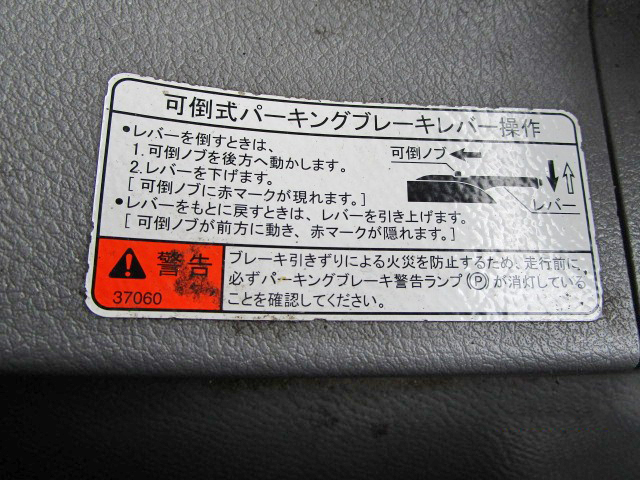 可倒式パーキングブレーキレバー操作
•レバーを倒すときは、
1.可倒ノブを後方へ動かします。
2.レバーを下げます。
[可倒ノブに赤マークが現れます。]
•レバーをもとに戻すときは、レバーを引き上げます。
[可倒ノブが前方に動き、赤マークが隠れます。]
可倒ノブ
レバー
警告
37060
ブレーキ引きずりによる火災を防止するため、走行前に
必ずパーキングブレーキ警告ランプ(Ⓟ)が消灯している
ことを確認してください。